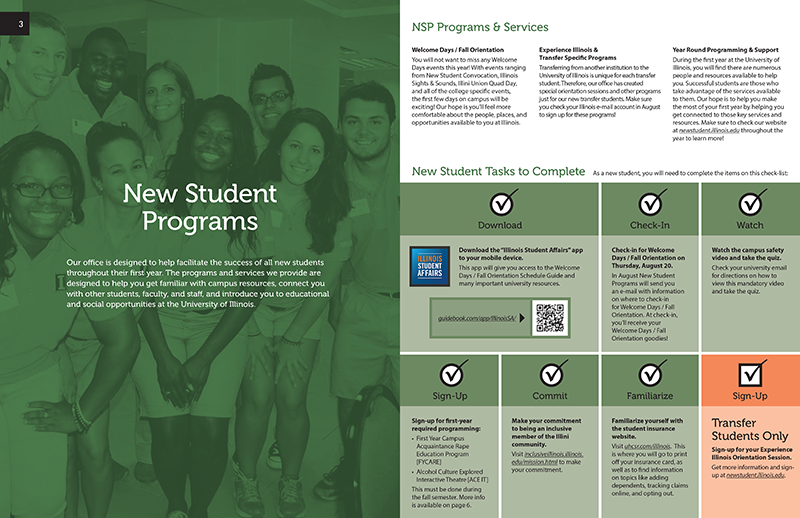 3
New Student
Programs
Our office is designed to help facilitate the success of all new students
throughout their first year. The programs and services we provide are
designed to help you get familiar with campus resources, connect you
with other students, faculty, and staff, and introduce you to educational
and social opportunities at the University of Illinois.
NSP Programs & Services
Welcome Days / Fall Orientation
You will not want to miss any Welcome
Days events this year! With events ranging
from New Student Convocation, Illinois
Sights & Sounds, Illini Union Quad Day,
and all of the college specific events,
the first few days on campus will be
exciting! Our hope is you'll feel more
comfortable about the people, places, and
opportunities available to you at Illinois.
Experience Illinois &
Transfer Specific Programs
Transferring from another institution to the
University of Illinois is unique for each transfer
student. Therefore, our office has created
special orientation sessions and other programs
just for our new transfer students. Make sure
you check your Illinois e-mail account in August
to sign up for these programs!
Year Round Programming & Support
During the first year at the University of
Illinois, you will find there are numerous
people and resources available to help
you. Successful students are those who
take advantage of the services available
to them. Our hope is to help you make
the most of your first year by helping you
get connected to those key services and
resources. Make sure to check our website
at newstudent.illinois.edu throughout the
year to learn more!
New Student Tasks to Complete As a new student, you will need to complete the items on this check-list:
Download
ILLINOIS
STUDENT
AFFAIRS
Download the "Illinois Student Affairs" app
to your mobile device.
This app will give you access to the Welcome
Days / Fall Orientation Schedule Guide and
many important university resources.
guidebook.com/app/IllinoisSA/
Check-In
Check-in for Welcome
Days / Fall Orientation on
Thursday, August 20.
In August New Student
Programs will send you
an e-mail with information
on where to check-in
for Welcome Days / Fall
Orientation. At check-in,
you'll receive your
Welcome Days / Fall
Orientation goodies!
Watch
Watch the campus safety
video and take the quiz.
Check your university email
for directions on how to
view this mandatory video
and take the quiz.
Sign-Up
Sign-up for first-year
required programming:
• First Year Campus
Acquaintance Rape
Education Program
(FYCARE)
• Alcohol Culture Explored
Interactive Theater (ACE IT)
This must be done during
the fall semester. More info
is available on page 6.
Commit
Make your commitment
to being an inclusive
member of the Illini
community.
Visit inclusiveillinois.illinois.
edu/mission.html to make
your commitment.
Familiarize
Familiarize yourself with
the student insurance
website.
Visit uhcsr.com/illinois. This
is where you will go to print
off your insurance card, as
well as to find information
on topics like adding
dependents, tracking claims
online, and opting out.
Sign-Up
Transfer
Students Only
Sign-up for your Experience
Illinois Orientation Session.
Get more information and sign-
up at newstudent.illinois.edu.